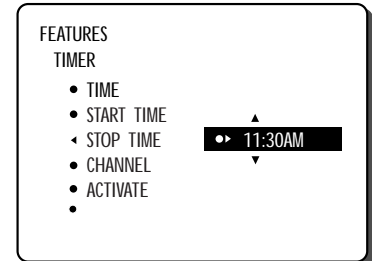 FEATURES
TIMER
• TIME
• START TIME
◂ STOP TIME ●▸ 11:30AM
• CHANNEL
• ACTIVATE
•